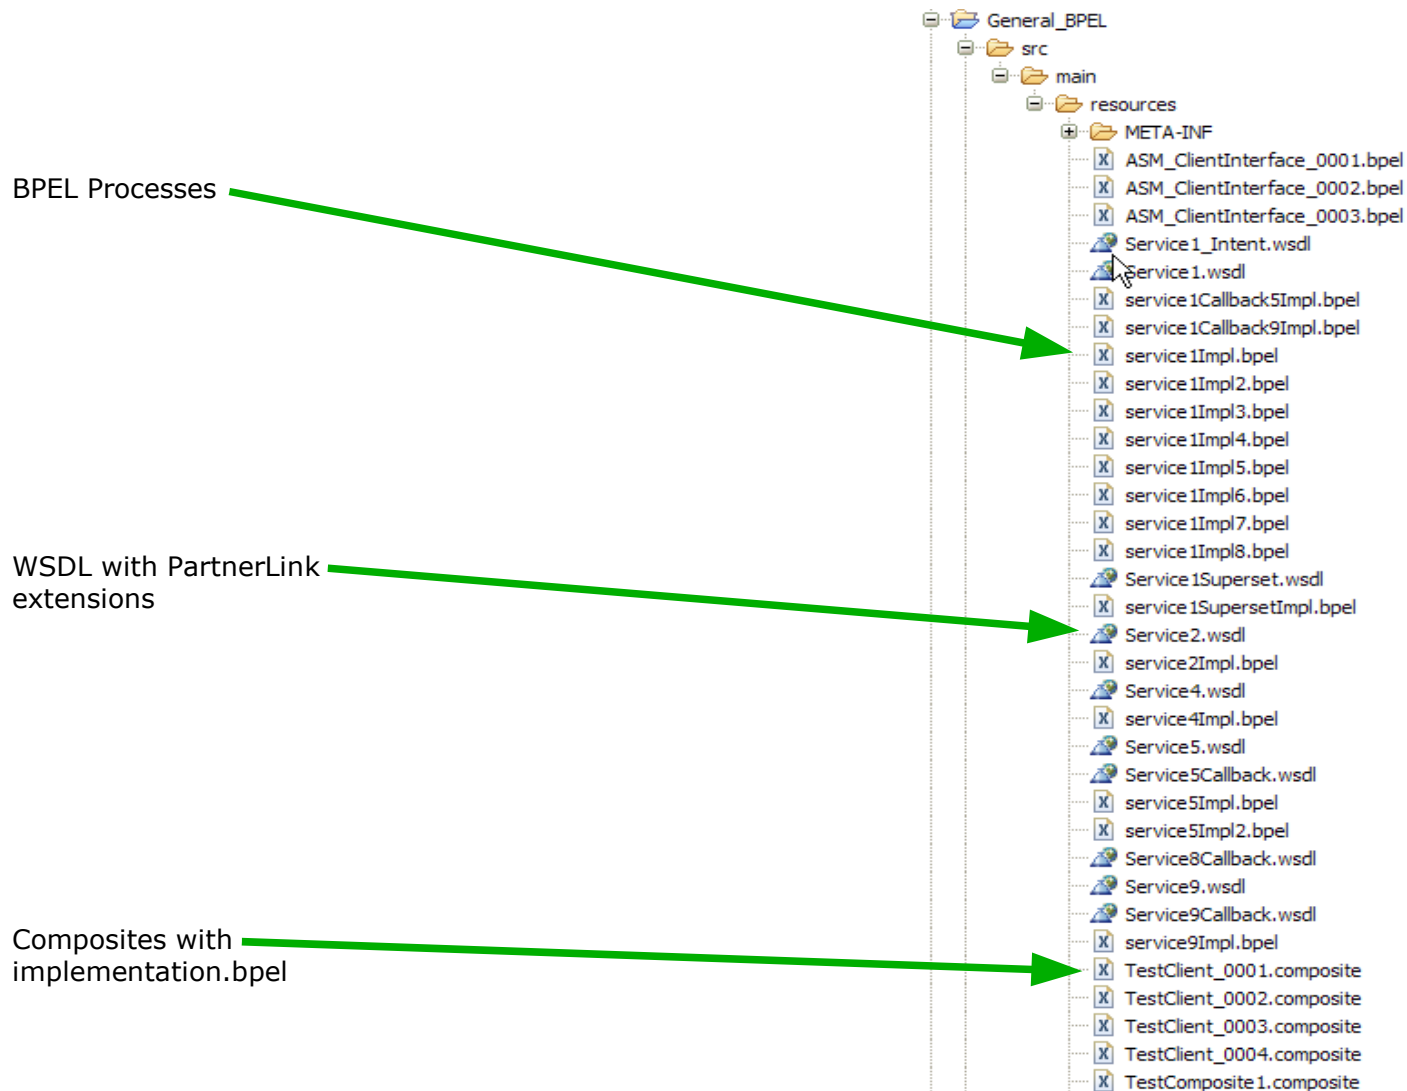 General_BPEL
src
main
resources
META-INF
ASM_ClientInterface_0001.bpel
BPEL Processes
ASM_ClientInterface_0002.bpel
ASM_ClientInterface_0003.bpel
Service1_Intent.wsdl
Service1.wsdl
service1Callback5Impl.bpel
service1Callback9Impl.bpel
service1Impl.bpel
service1Impl2.bpel
service1Impl3.bpel
service1Impl4.bpel
service1Impl5.bpel
service1Impl6.bpel
service1Impl7.bpel
service1Impl8.bpel
WSDL with PartnerLink
extensions
Service1Superset.wsdl
service1SupersetImpl.bpel
Service2.wsdl
service2Impl.bpel
Service4.wsdl
service4Impl.bpel
Service5.wsdl
Service5Callback.wsdl
service5Impl.bpel
service5Impl2.bpel
Service8Callback.wsdl
Service9.wsdl
Service9Callback.wsdl
service9Impl.bpel
Composites with
implementation.bpel
TestClient_0001.composite
TestClient_0002.composite
TestClient_0003.composite
TestClient_0004.composite
TestComposite1.composite